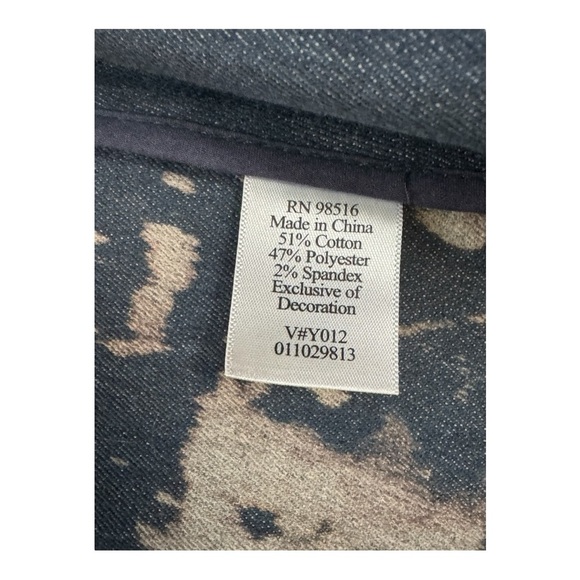 RN 98516
Made in China
51% Cotton
47% Polyester
2% Spandex
Exclusive of
Decoration
V#Y012
011029813